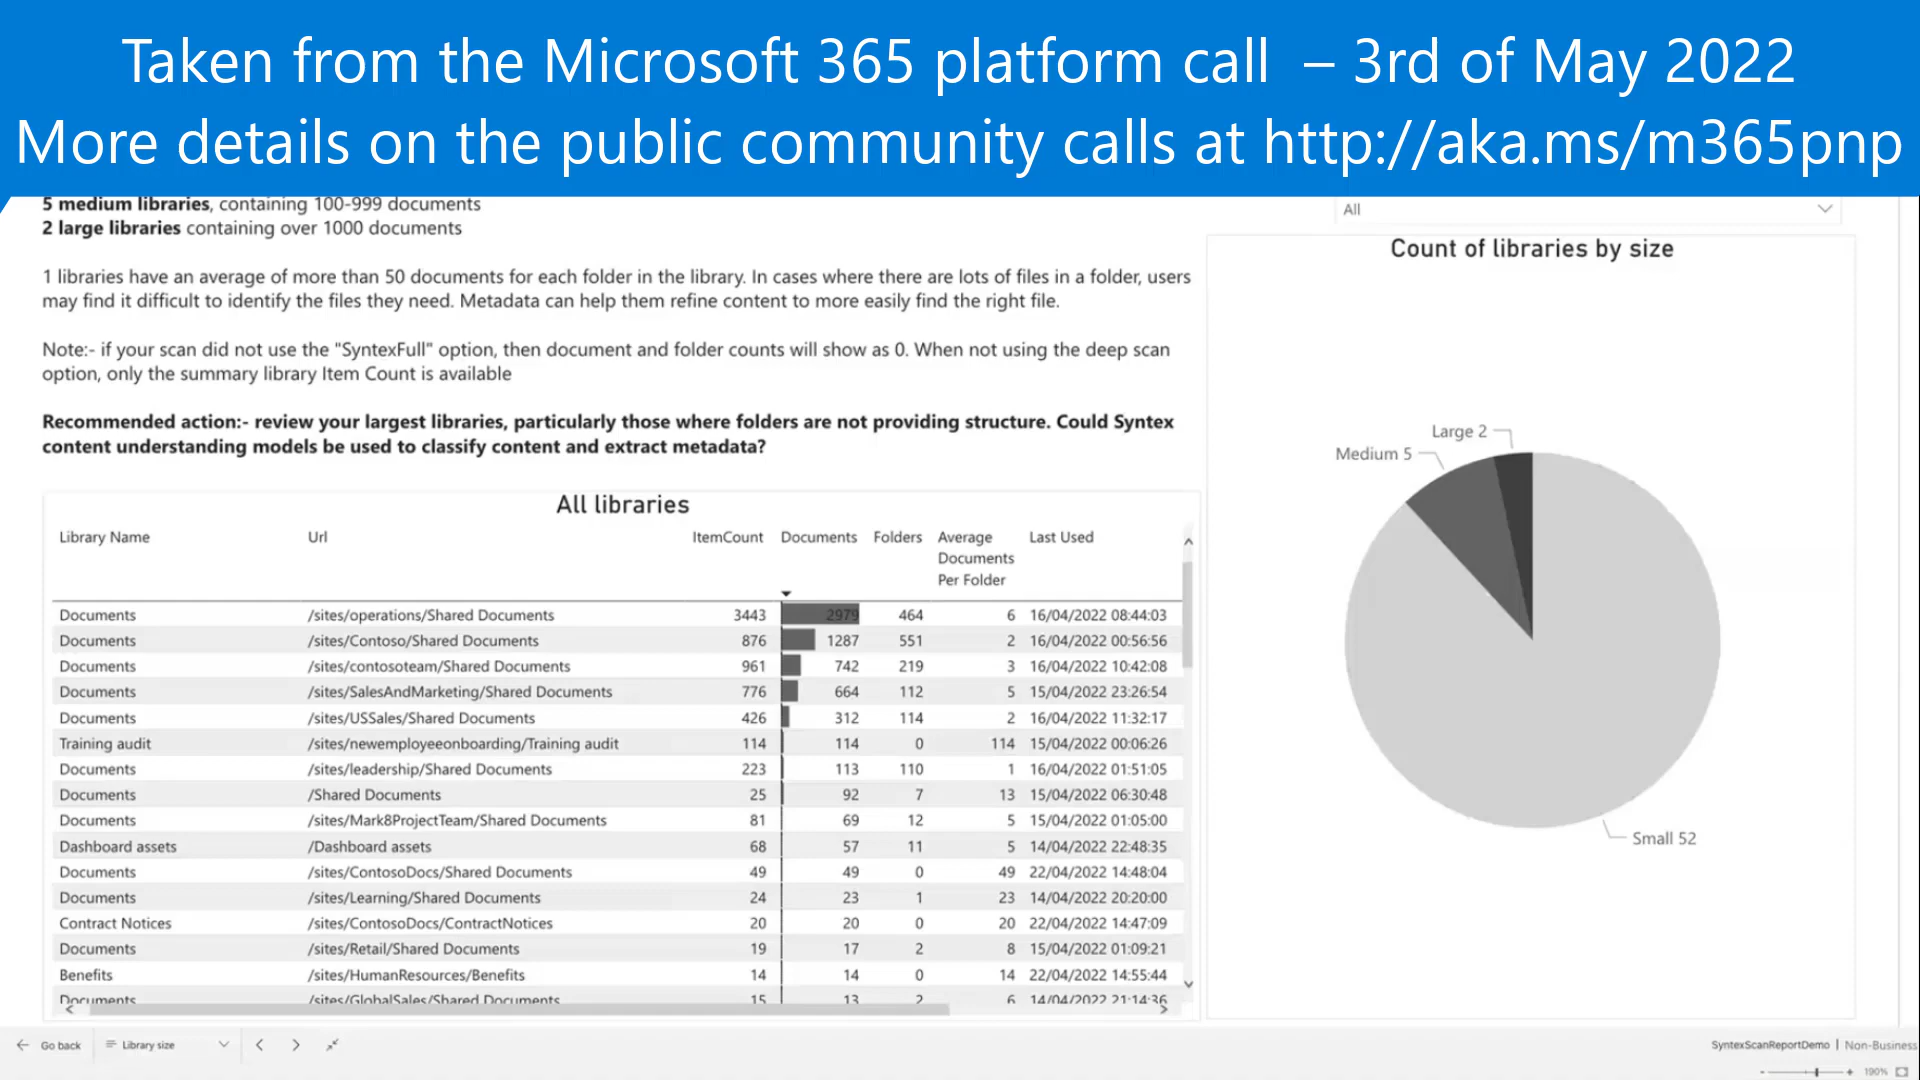 Taken from the Microsoft 365 platform call – 3rd of May 2022
More details on the public community calls at http://aka.ms/m365pnp
5 medium libraries, containing 100-999 documents
2 large libraries containing over 1000 documents
All
1 libraries have an average of more than 50 documents for each folder in the library. In cases where there are lots of files in a folder, users
may find it difficult to identify the files they need. Metadata can help them refine content to more easily find the right file.
Note:- if your scan did not use the "SyntexFull" option, then document and folder counts will show as 0. When not using the deep scan
option, only the summary library Item Count is available
Recommended action:- review your largest libraries, particularly those where folders are not providing structure. Could Syntex
content understanding models be used to classify content and extract metadata?
All libraries
Library Name Url ItemCount Documents Folders Average Documents Per Folder Last Used
Documents /sites/operations/Shared Documents 3443 2979 464 6 16/04/2022 08:44:03
Documents /sites/Contoso/Shared Documents 876 1287 551 2 16/04/2022 00:56:56
Documents /sites/contosoteam/Shared Documents 961 742 219 3 16/04/2022 10:42:08
Documents /sites/SalesAndMarketing/Shared Documents 776 664 112 5 15/04/2022 23:26:54
Documents /sites/USSales/Shared Documents 426 312 114 2 16/04/2022 11:32:17
Training audit /sites/newemployeeonboarding/Training audit 114 114 0 114 15/04/2022 00:06:26
Documents /sites/leadership/Shared Documents 223 113 110 1 16/04/2022 01:51:05
Documents /Shared Documents 25 92 7 13 15/04/2022 06:30:48
Documents /sites/Mark8ProjectTeam/Shared Documents 81 69 12 5 15/04/2022 01:05:00
Dashboard assets /Dashboard assets 68 57 11 5 14/04/2022 22:48:35
Documents /sites/ContosoDocs/Shared Documents 49 49 0 49 22/04/2022 14:48:04
Documents /sites/Learning/Shared Documents 24 23 1 23 14/04/2022 20:20:00
Contract Notices /sites/ContosoDocs/ContractNotices 20 20 0 20 22/04/2022 14:47:09
Documents /sites/Retail/Shared Documents 19 17 2 8 15/04/2022 01:09:21
Benefits /sites/HumanResources/Benefits 14 14 0 14 22/04/2022 14:55:44
Documents /sites/GlobalSales/Shared Documents 15 13 2 6 14/04/2022 21:14:36
Count of libraries by size
Large 2
Medium 5
Small 52
Go back
Library size
SyntexScanReportDemo | Non-Business
190%